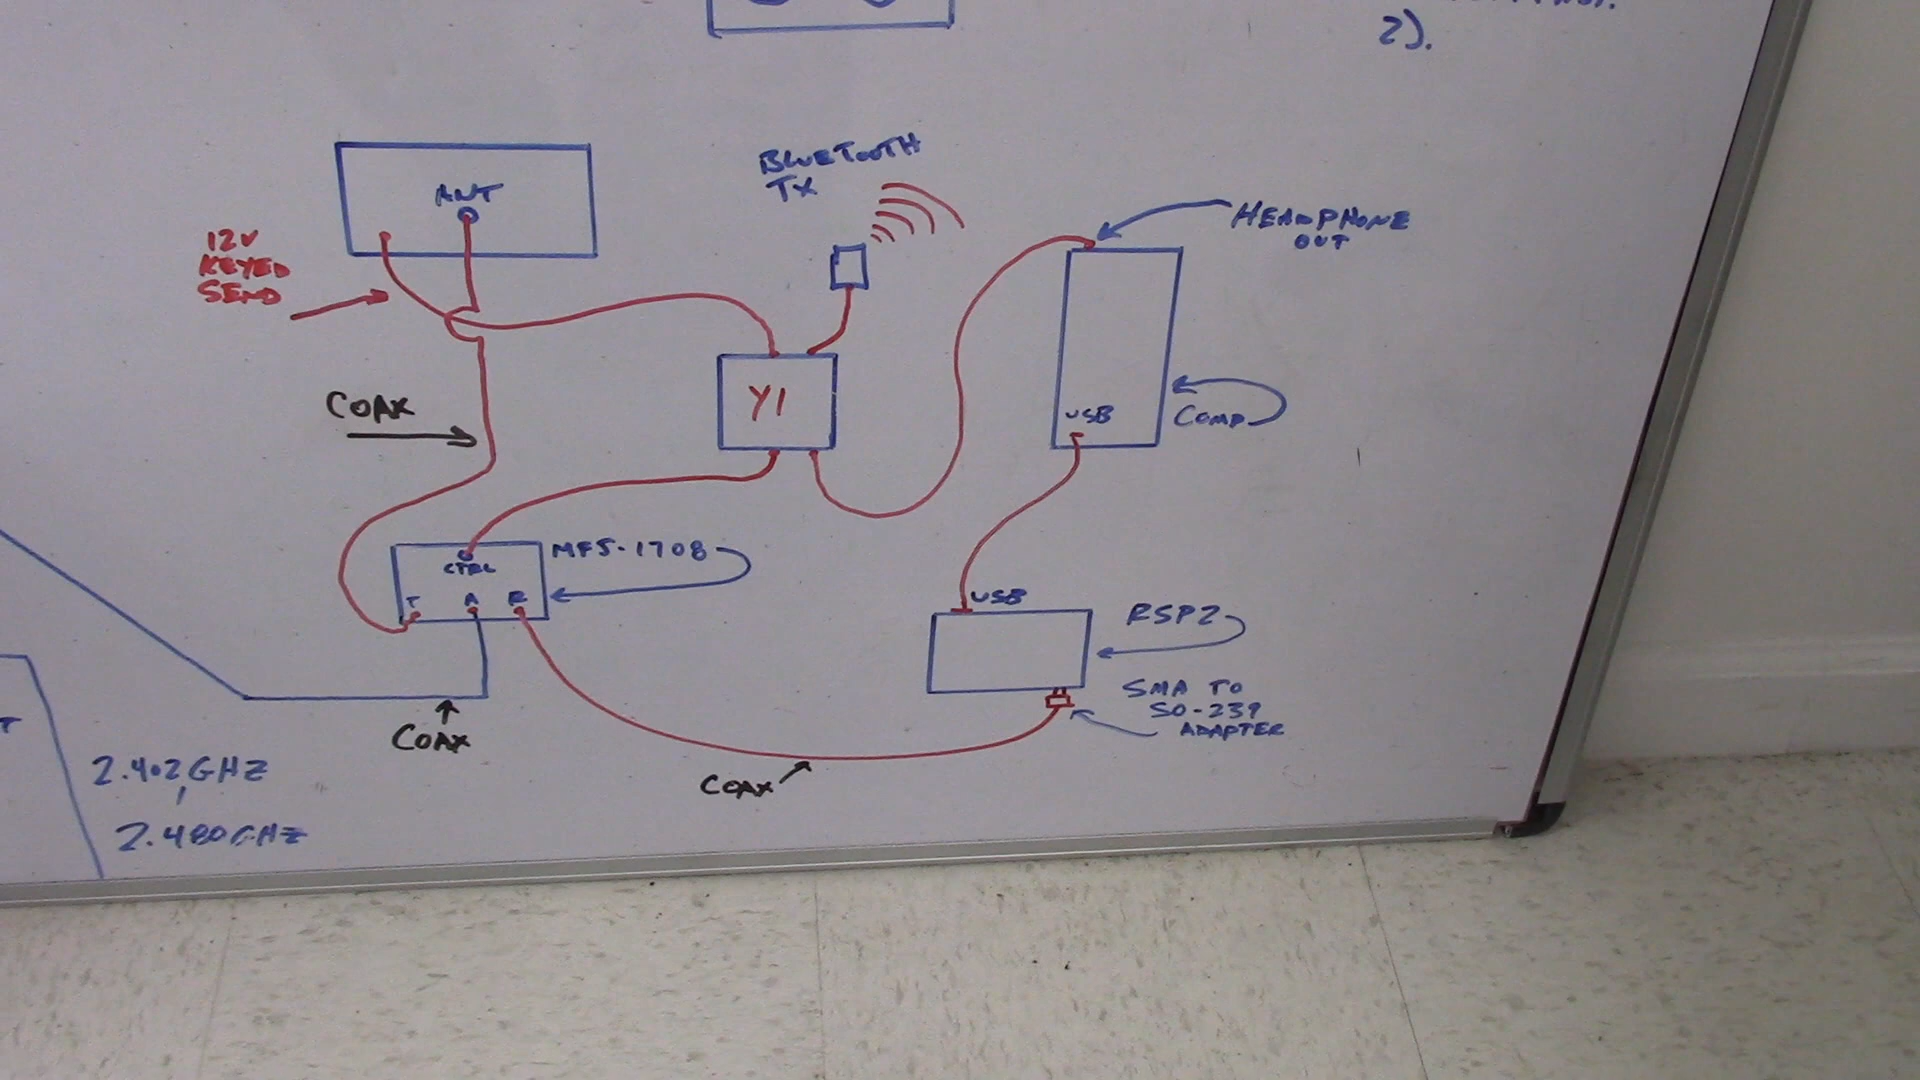 2).
ANT
12V
KEYED
SEND
BLUETOOTH
TX
HEADPHONE
OUT
COAX
Y1
USB
COMP
MFJ-1708
CTRL
T A R
USB
RSP2
SMA TO
SO-239
ADAPTER
COAX
COAX
T
2.402GHZ
2.480GHZ